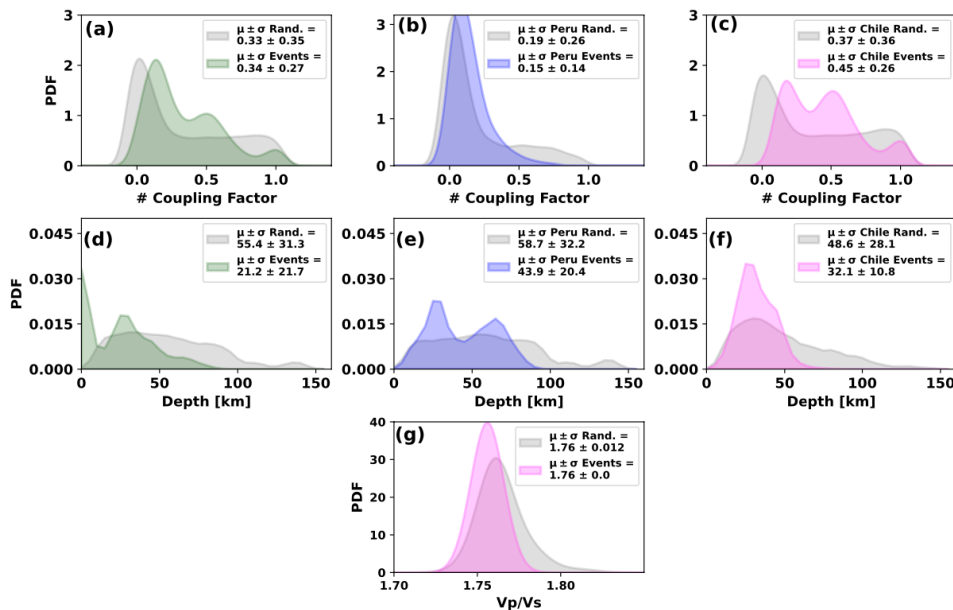 (a)
μ ± σ Rand. =
0.33 ± 0.35
μ ± σ Events =
0.34 ± 0.27
3
2
1
0
PDF
0.0 0.5 1.0
# Coupling Factor
(b)
μ ± σ Peru Rand. =
0.19 ± 0.26
μ ± σ Peru Events =
0.15 ± 0.14
3
2
1
0
0.0 0.5 1.0
# Coupling Factor
(c)
μ ± σ Chile Rand. =
0.37 ± 0.36
μ ± σ Chile Events =
0.45 ± 0.26
3
2
1
0
0.0 0.5 1.0
# Coupling Factor
(d)
μ ± σ Rand. =
55.4 ± 31.3
μ ± σ Events =
21.2 ± 21.7
0.045
0.030
0.015
0.000
PDF
0 50 100 150
Depth [km]
(e)
μ ± σ Peru Rand. =
58.7 ± 32.2
μ ± σ Peru Events =
43.9 ± 20.4
0.045
0.030
0.015
0.000
0 50 100 150
Depth [km]
(f)
μ ± σ Chile Rand. =
48.6 ± 28.1
μ ± σ Chile Events =
32.1 ± 10.8
0.045
0.030
0.015
0.000
0 50 100 150
Depth [km]
(g)
μ ± σ Rand. =
1.76 ± 0.012
μ ± σ Events =
1.76 ± 0.0
40
30
20
10
0
PDF
1.70 1.75 1.80
Vp/Vs